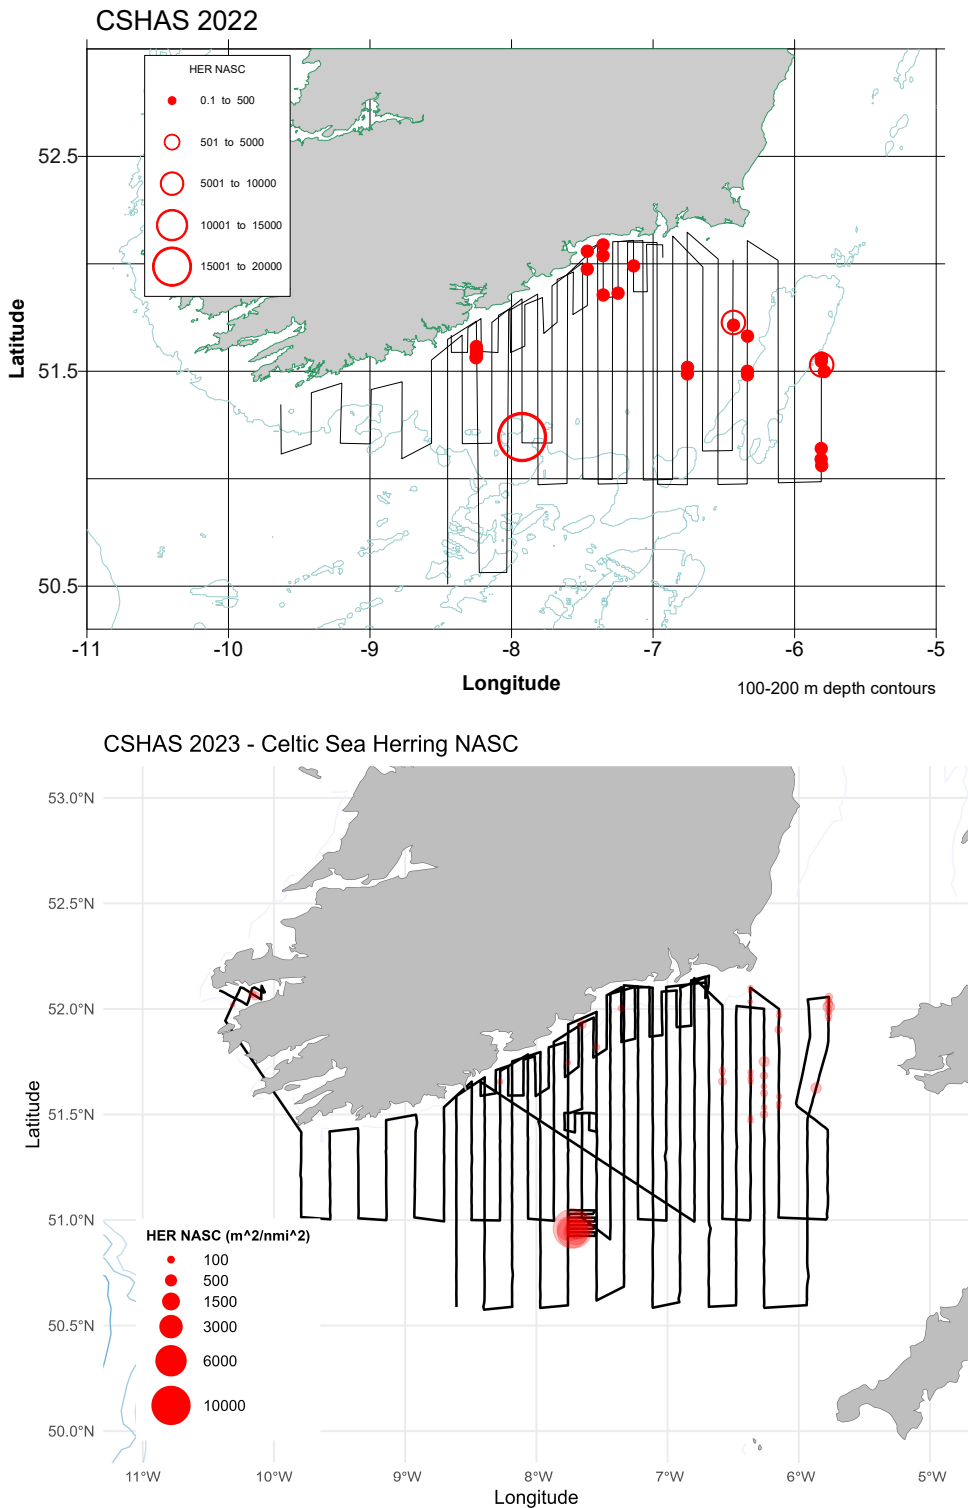 CSHAS 2022
HER NASC
0.1 to 500
501 to 5000
5001 to 10000
10001 to 15000
15001 to 20000
52.5
51.5
50.5
Latitude
-11 -10 -9 -8 -7 -6 -5
Longitude
100-200 m depth contours
CSHAS 2023 - Celtic Sea Herring NASC
53.0°N
52.5°N
52.0°N
51.5°N
51.0°N
50.5°N
50.0°N
Latitude
HER NASC (m^2/nmi^2)
100
500
1500
3000
6000
10000
11°W 10°W 9°W 8°W 7°W 6°W 5°W
Longitude